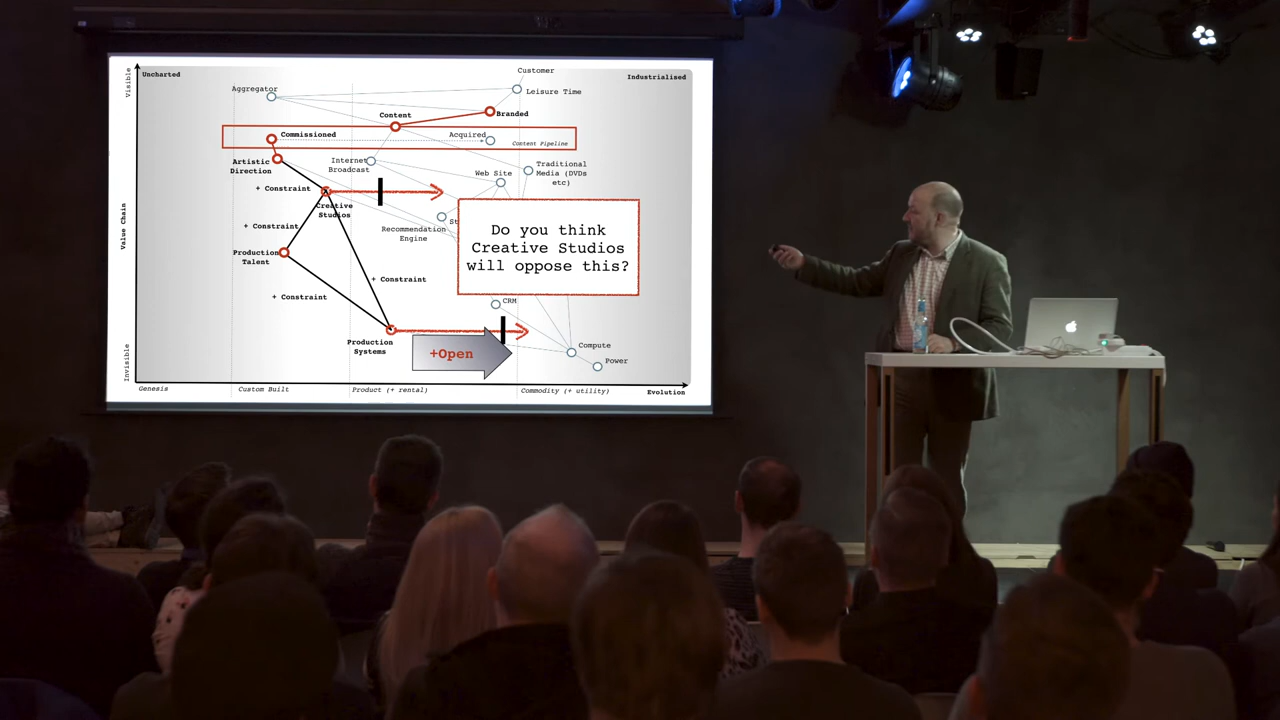 Customer
Uncharted
Industrialised
Visible
Aggregator
Leisure Time
Content
Branded
Commissioned
Acquired
Content Pipeline
Artistic
Direction
Internet
Broadcast
Traditional
Media (DVDs
etc)
Web Site
+ Constraint
Creative
Studios
Value Chain
+ Constraint
St
Recommendation
Engine
Do you think
Creative Studios
will oppose this?
Production
Talent
+ Constraint
+ Constraint
CRM
Production
Systems
+Open
Compute
Power
Invisible
Genesis
Custom Built
Product (+ rental)
Commodity (+ utility)
Evolution